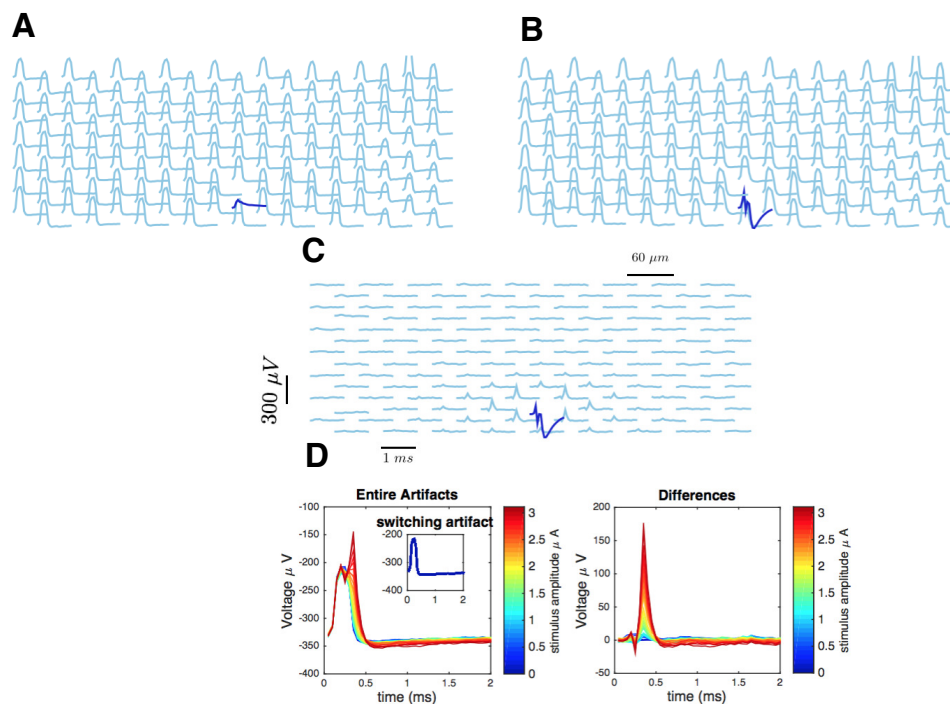 A
B
C
60 μm
300 μV
1 ms
D
Entire Artifacts
-100
-150
-200
-250
-300
-350
-400
Voltage μ V
0
0.5
1
1.5
2
time (ms)
switching artifact
-200
-300
-400
0
1
2
3
2.5
2
1.5
1
0.5
0
stimulus amplitude μ A
Differences
200
150
100
50
0
-50
Voltage μ V
0
0.5
1
1.5
2
time (ms)
3
2.5
2
1.5
1
0.5
0
stimulus amplitude μ A